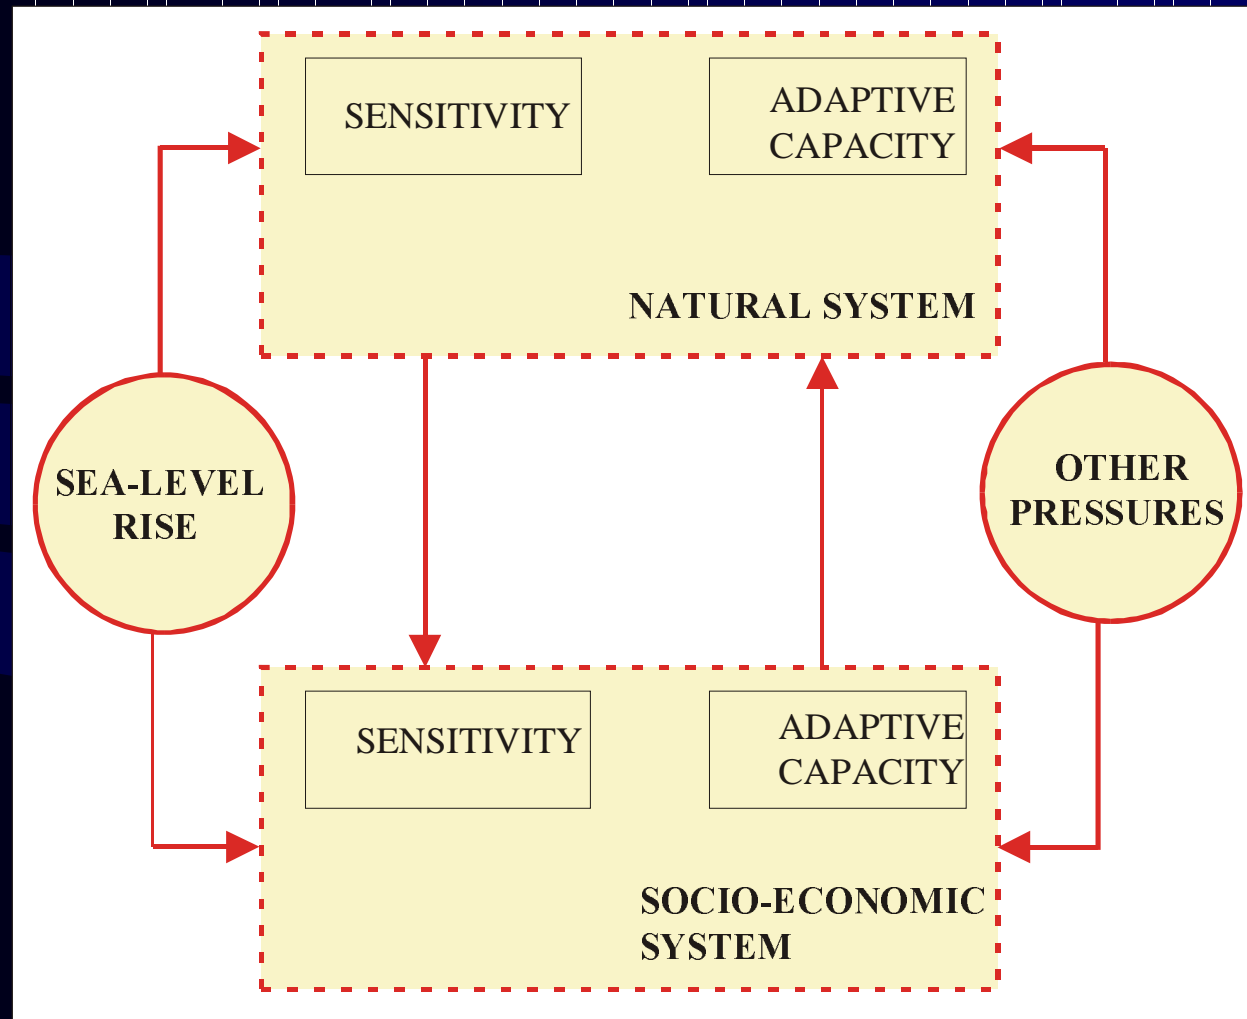 SENSITIVITY
ADAPTIVE
CAPACITY
NATURAL SYSTEM
SEA-LEVEL
RISE
OTHER
PRESSURES
SENSITIVITY
ADAPTIVE
CAPACITY
SOCIO-ECONOMIC
SYSTEM